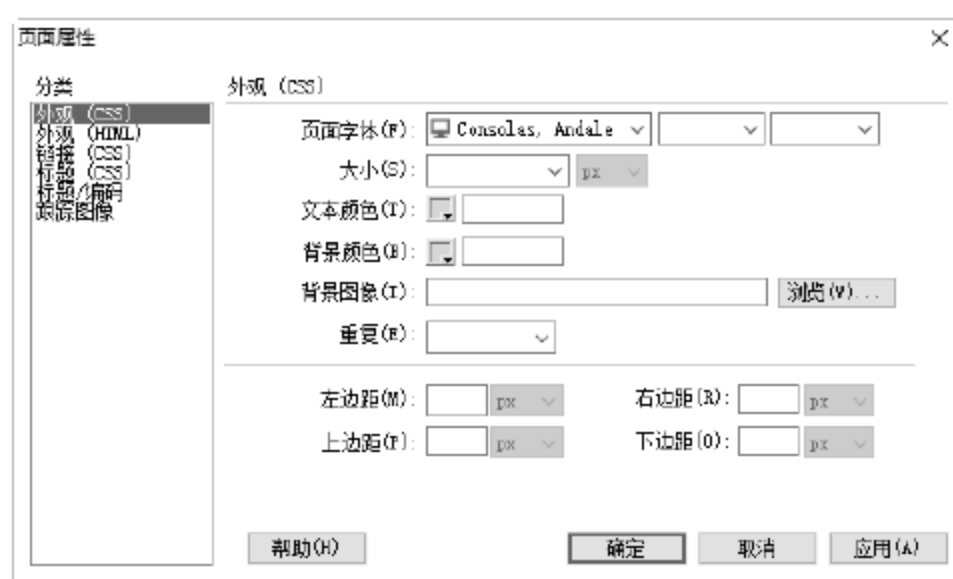 页面属性
分类
外观 (CSS)
外观 (CSS)
外观 (HTML)
链接 (CSS)
标题 (CSS)
标题/编码
跟踪图像
页面字体(F): Consolas, Andale
大小(S): px
文本颜色(T):
背景颜色(B):
背景图像(I): 浏览(W)...
重复(E):
左边距(M): px 右边距(R): px
上边距(P): px 下边距(O): px
帮助(H) 确定 取消 应用(A)